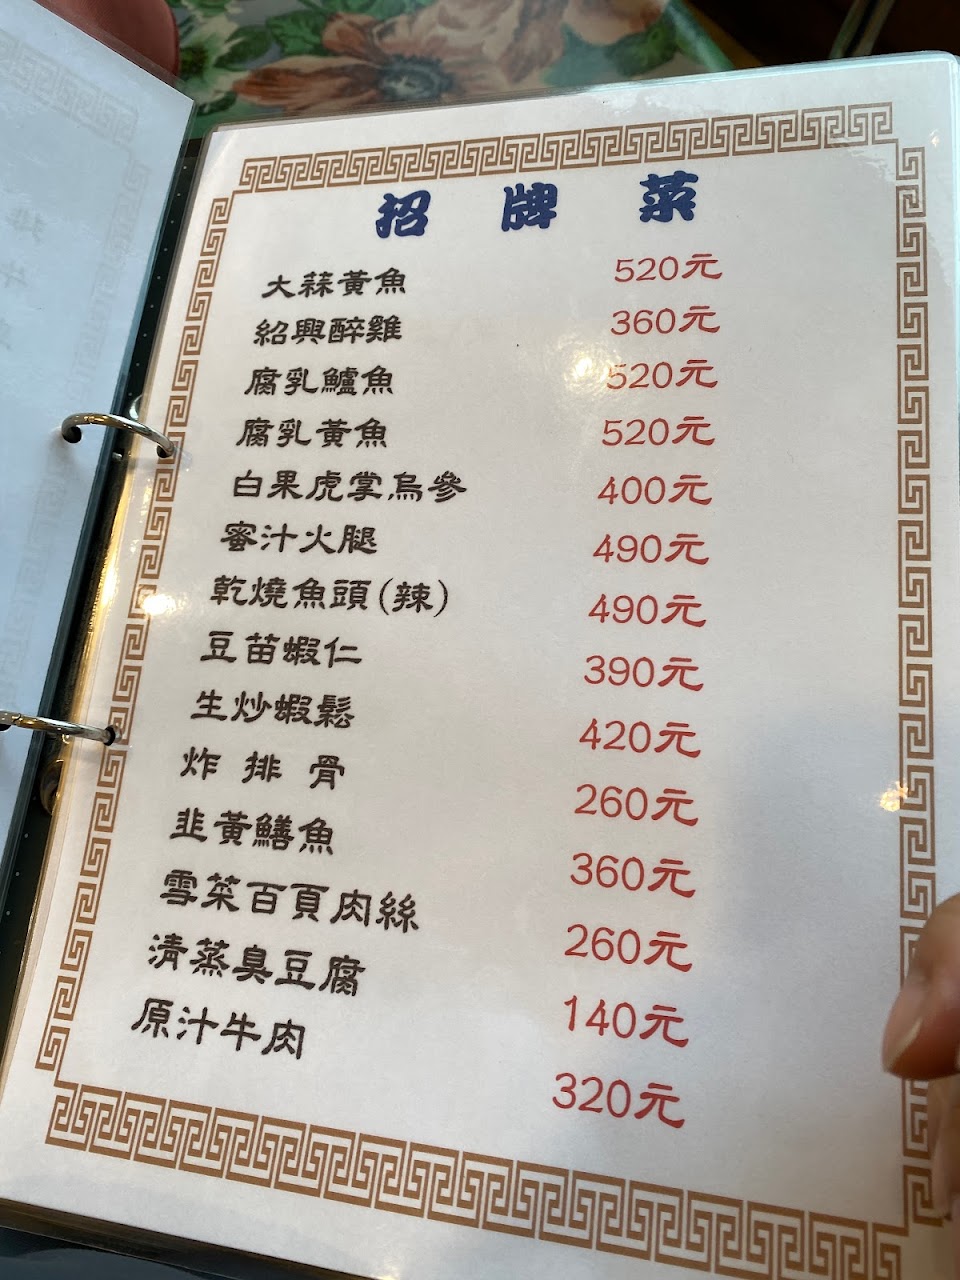 招牌菜
大蒜黃魚 520元
紹興醉雞 360元
腐乳鱸魚 520元
腐乳黃魚 520元
白果虎掌烏參 400元
蜜汁火腿 490元
乾燒魚頭(辣) 490元
豆苗蝦仁 390元
生炒蝦鬆 420元
炸排骨 260元
韭黃鱔魚 360元
雪菜百頁肉絲 260元
清蒸臭豆腐 140元
原汁牛肉 320元